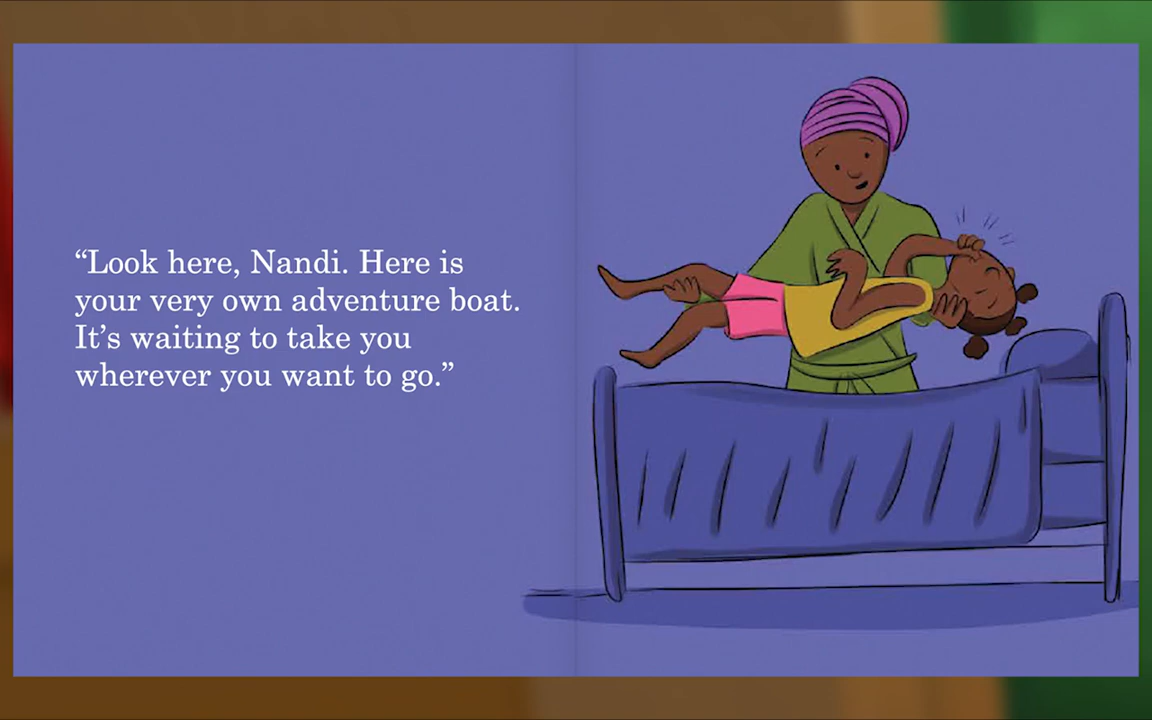 “Look here, Nandi. Here is
your very own adventure boat.
It’s waiting to take you
wherever you want to go.”